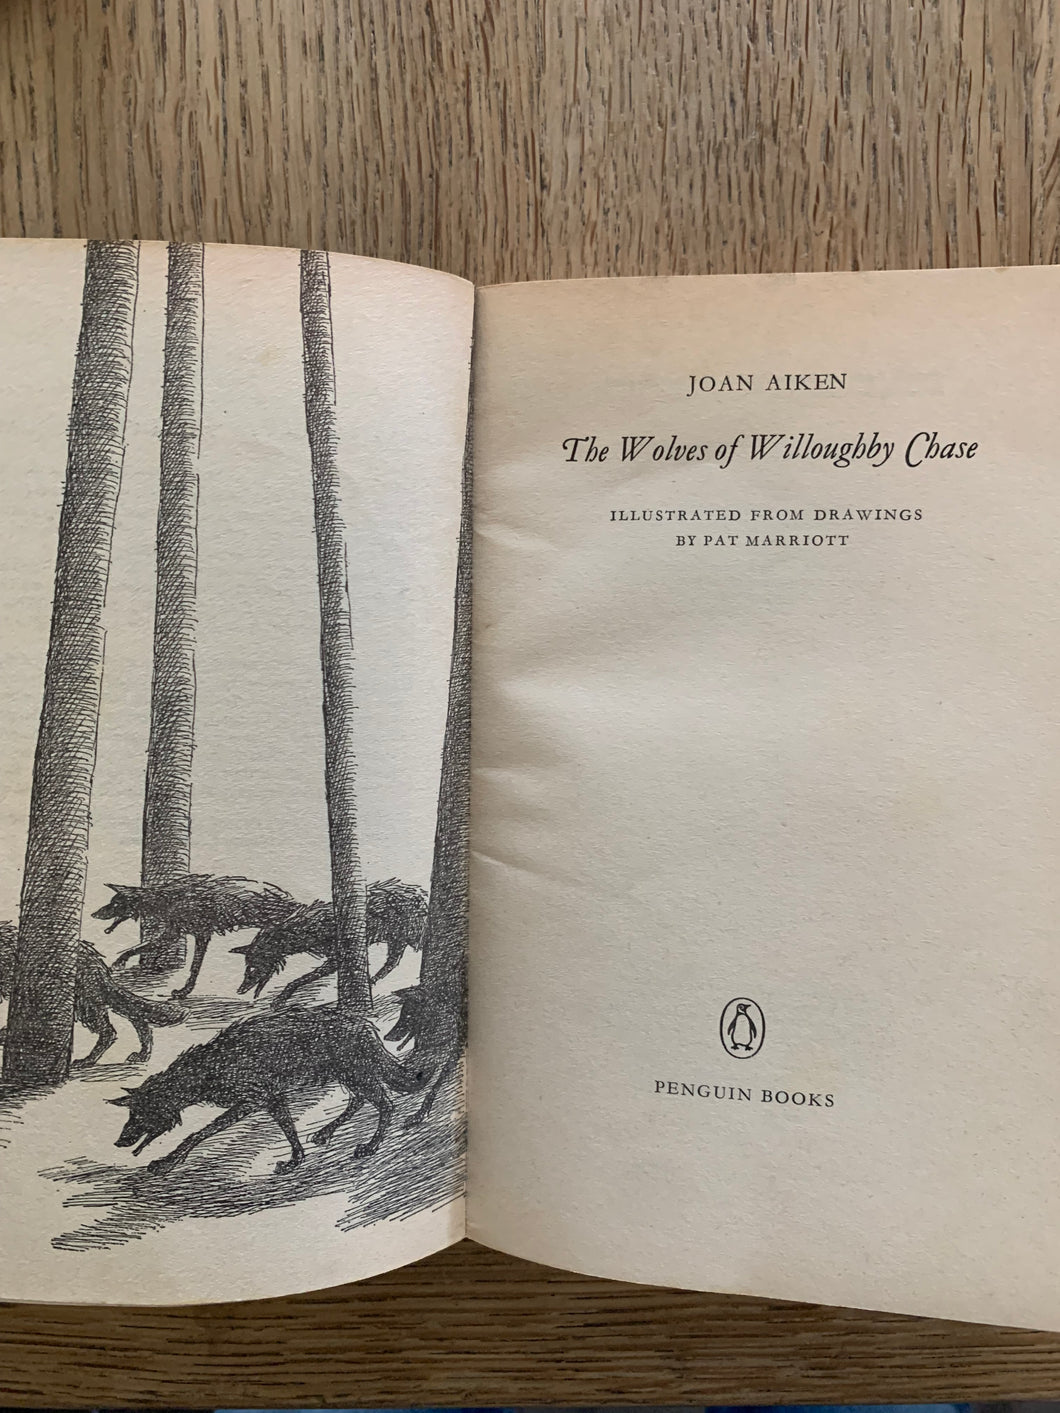 JOAN AIKEN
The Wolves of Willoughby Chase
ILLUSTRATED FROM DRAWINGS
BY PAT MARRIOTT
PENGUIN BOOKS